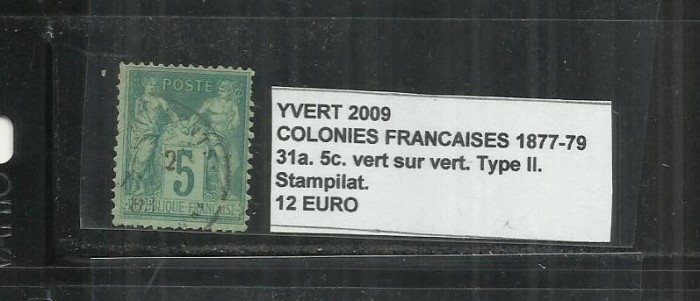 POSTE
5
REPUBLIQUE FRANÇAISE
YVERT 2009
COLONIES FRANCAISES 1877-79
31a. 5c. vert sur vert. Type II.
Stampilat.
12 EURO